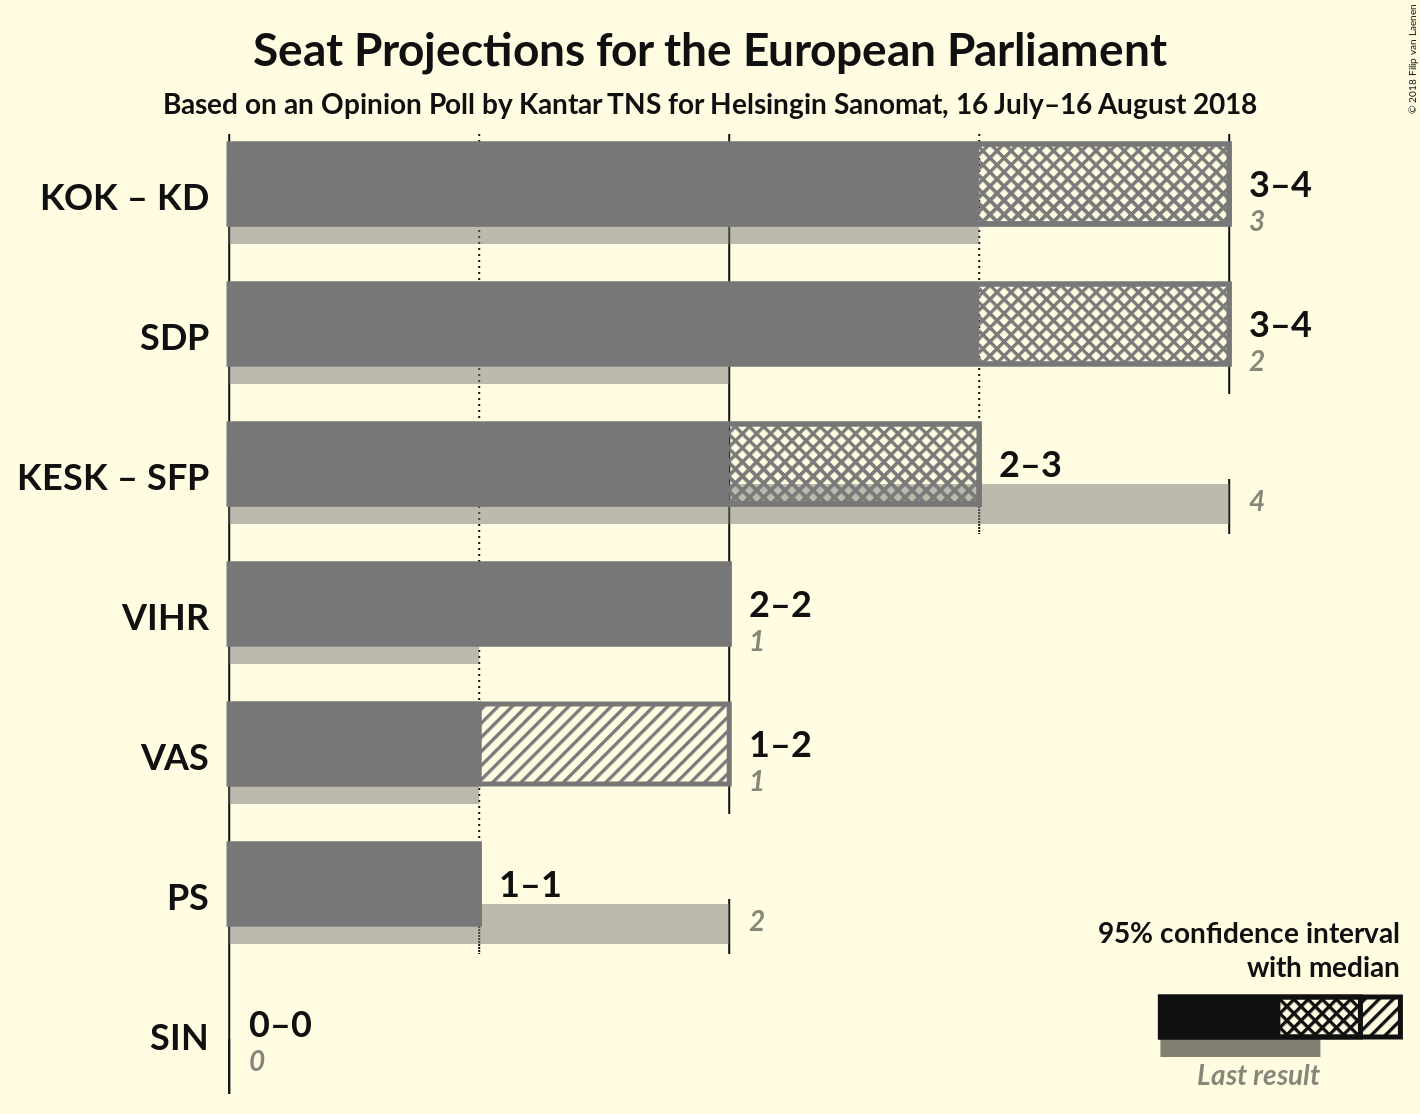 Seat Projections for the European Parliament
Based on an Opinion Poll by Kantar TNS for Helsingin Sanomat, 16 July–16 August 2018
© 2018 Filip van Laenen
KOK – KD
3–4
3
SDP
3–4
2
KESK – SFP
2–3
4
VIHR
2–2
1
VAS
1–2
1
PS
1–1
2
SIN
0–0
0
95% confidence interval
with median
Last result